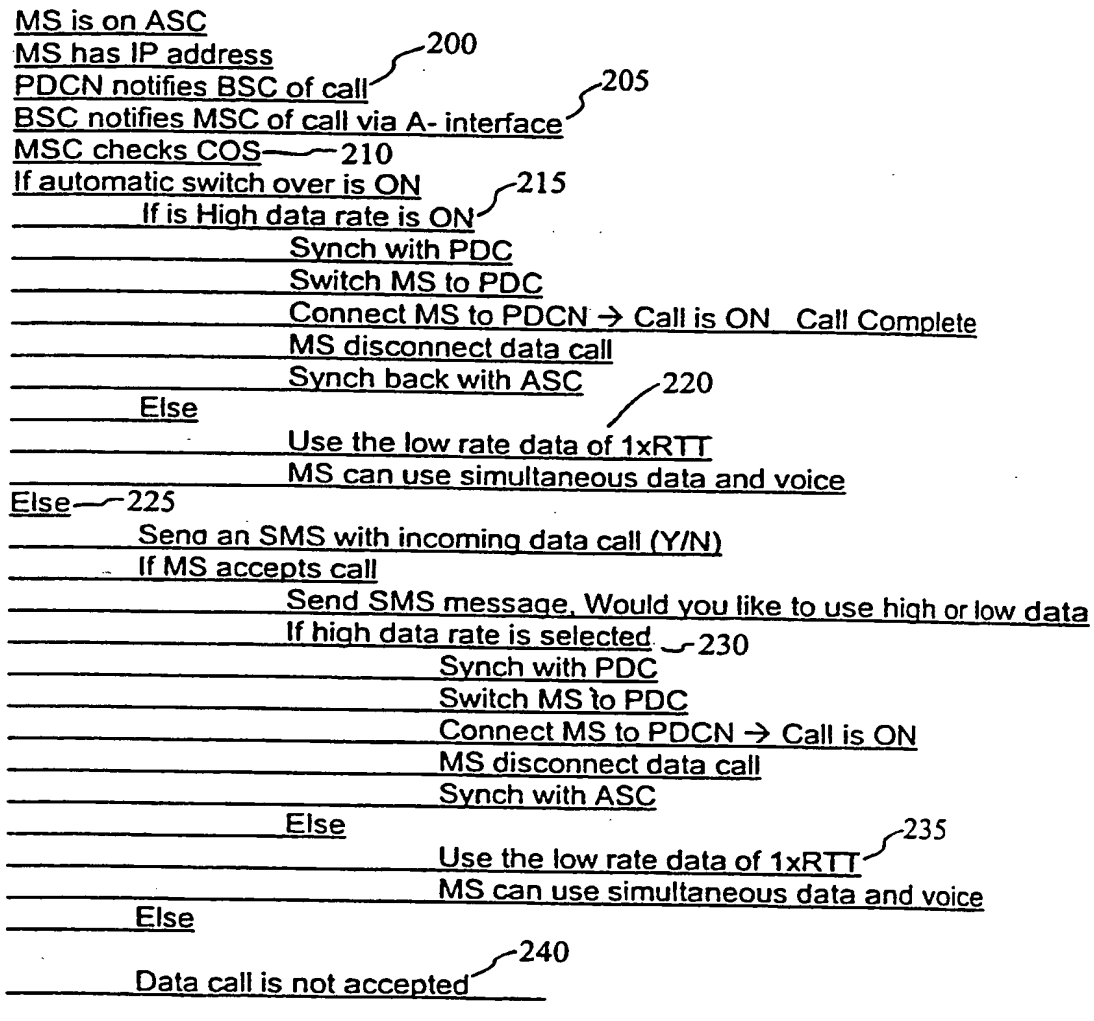 MS is on ASC
MS has IP address 200
PDCN notifies BSC of call 205
BSC notifies MSC of call via A- interface
MSC checks COS 210
If automatic switch over is ON 215
If is High data rate is ON
Synch with PDC
Switch MS to PDC
Connect MS to PDCN → Call is ON Call Complete
MS disconnect data call
Synch back with ASC 220
Else
Use the low rate data of 1xRTT
MS can use simultaneous data and voice
Else 225
Send an SMS with incoming data call (Y/N)
If MS accepts call
Send SMS message, Would you like to use high or low data
If high data rate is selected 230
Synch with PDC
Switch MS to PDC
Connect MS to PDCN → Call is ON
MS disconnect data call
Synch with ASC
Else 235
Use the low rate data of 1xRTT
MS can use simultaneous data and voice
Else
240
Data call is not accepted